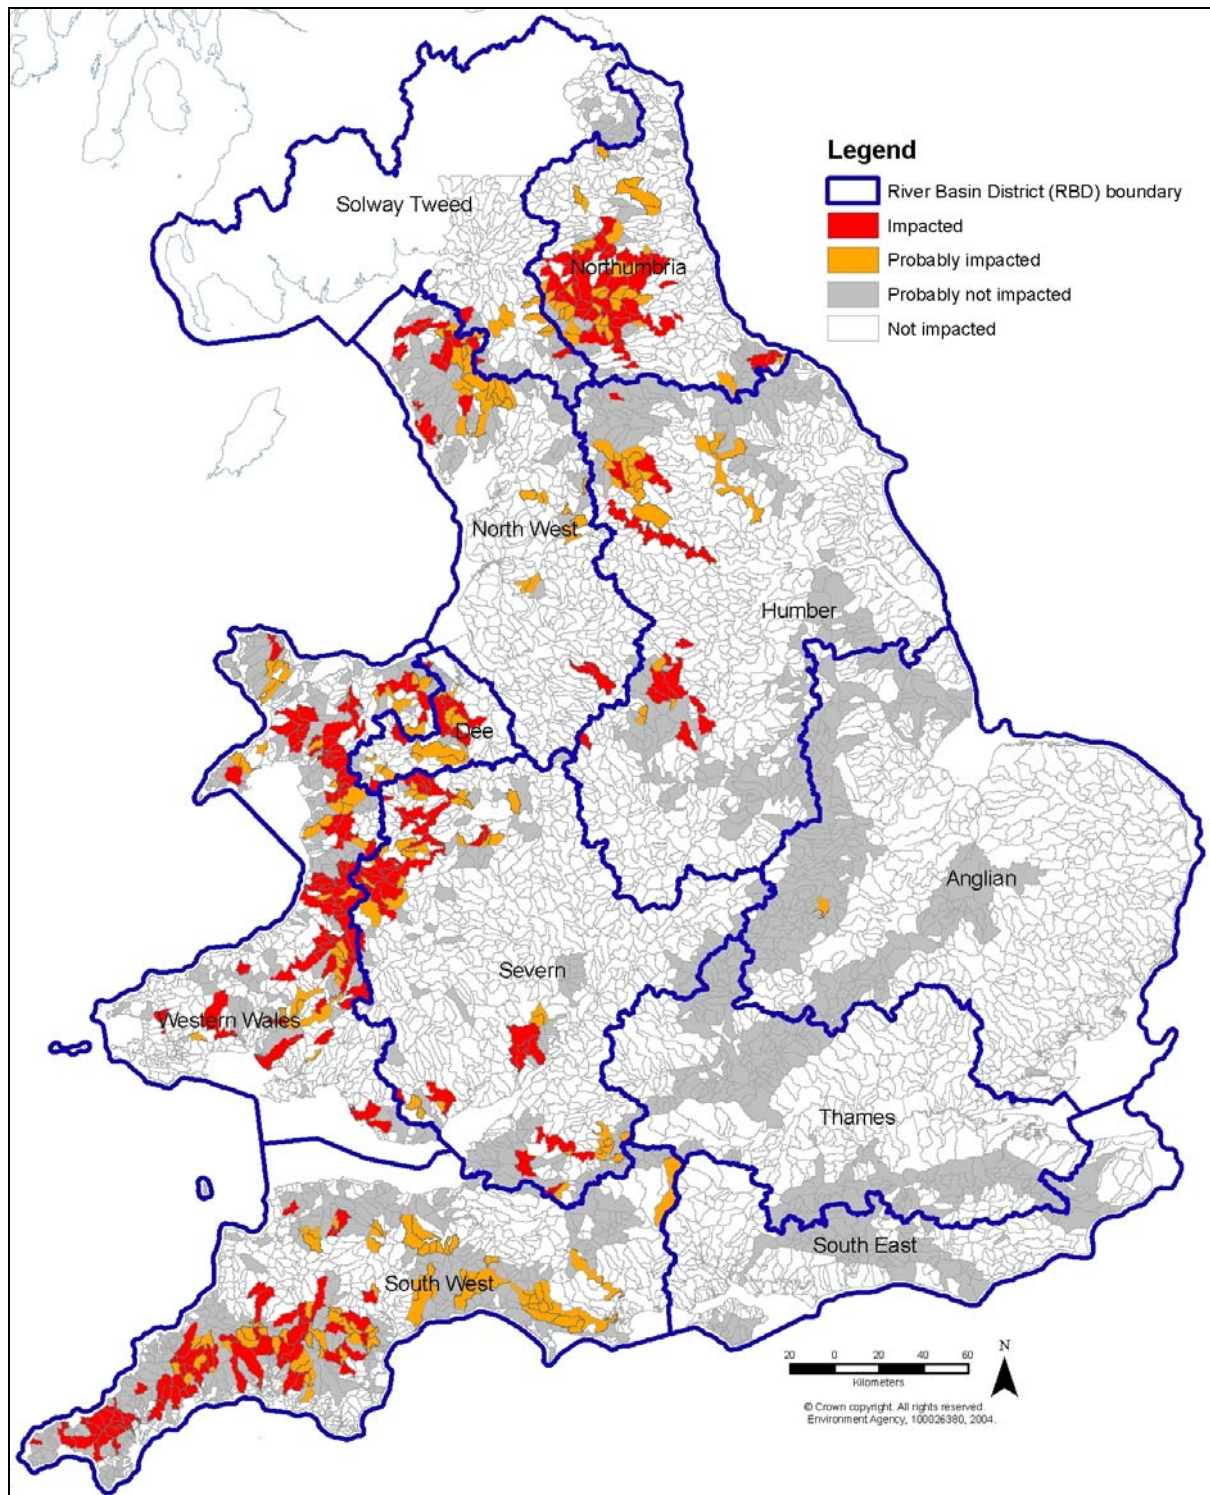 Legend
River Basin District (RBD) boundary
Impacted
Probably impacted
Probably not impacted
Not impacted
Solway Tweed
Northumbria
North West
Humber
Dee
Anglian
Severn
Western Wales
Thames
South East
South West
N
20 0 20 40 60
Kilometers
© Crown copyright. All rights reserved.
Environment Agency, 100026380, 2004.